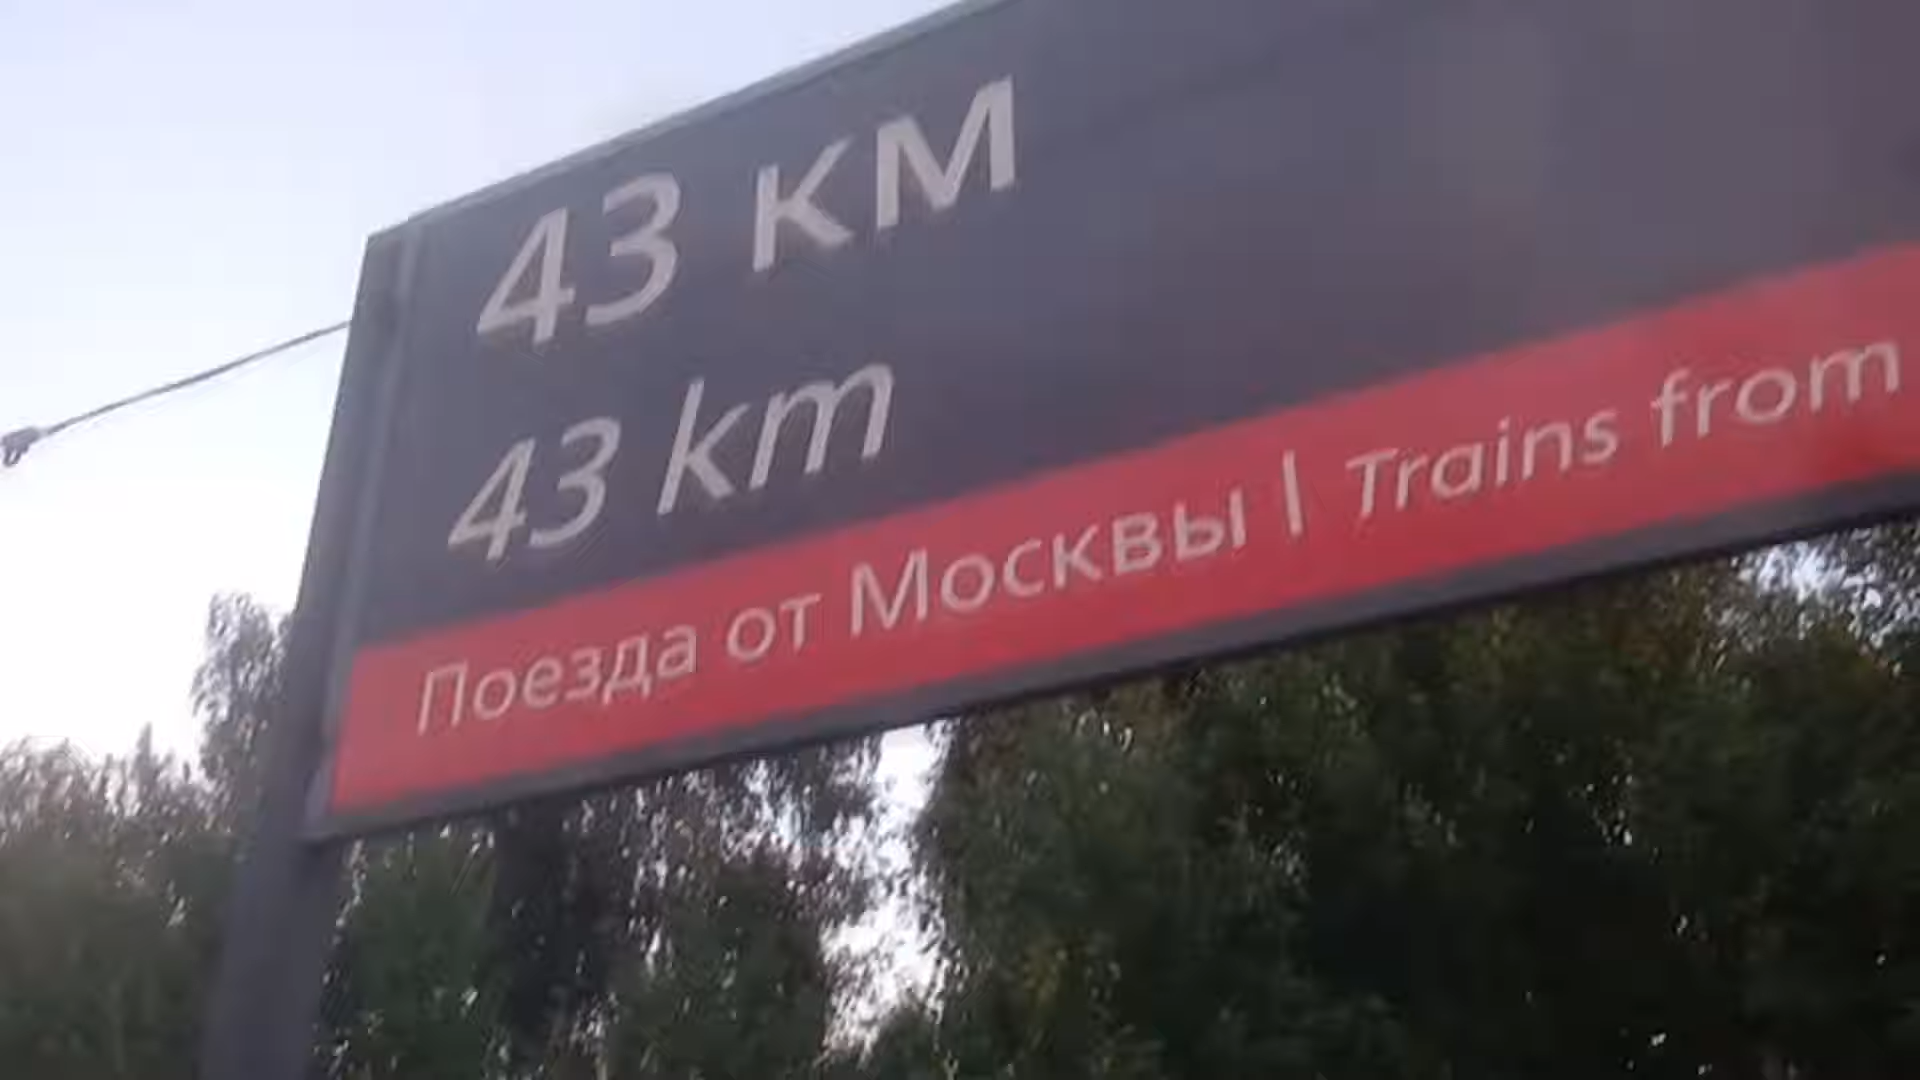 43 км
43 km
Поезда от Москвы | Trains from